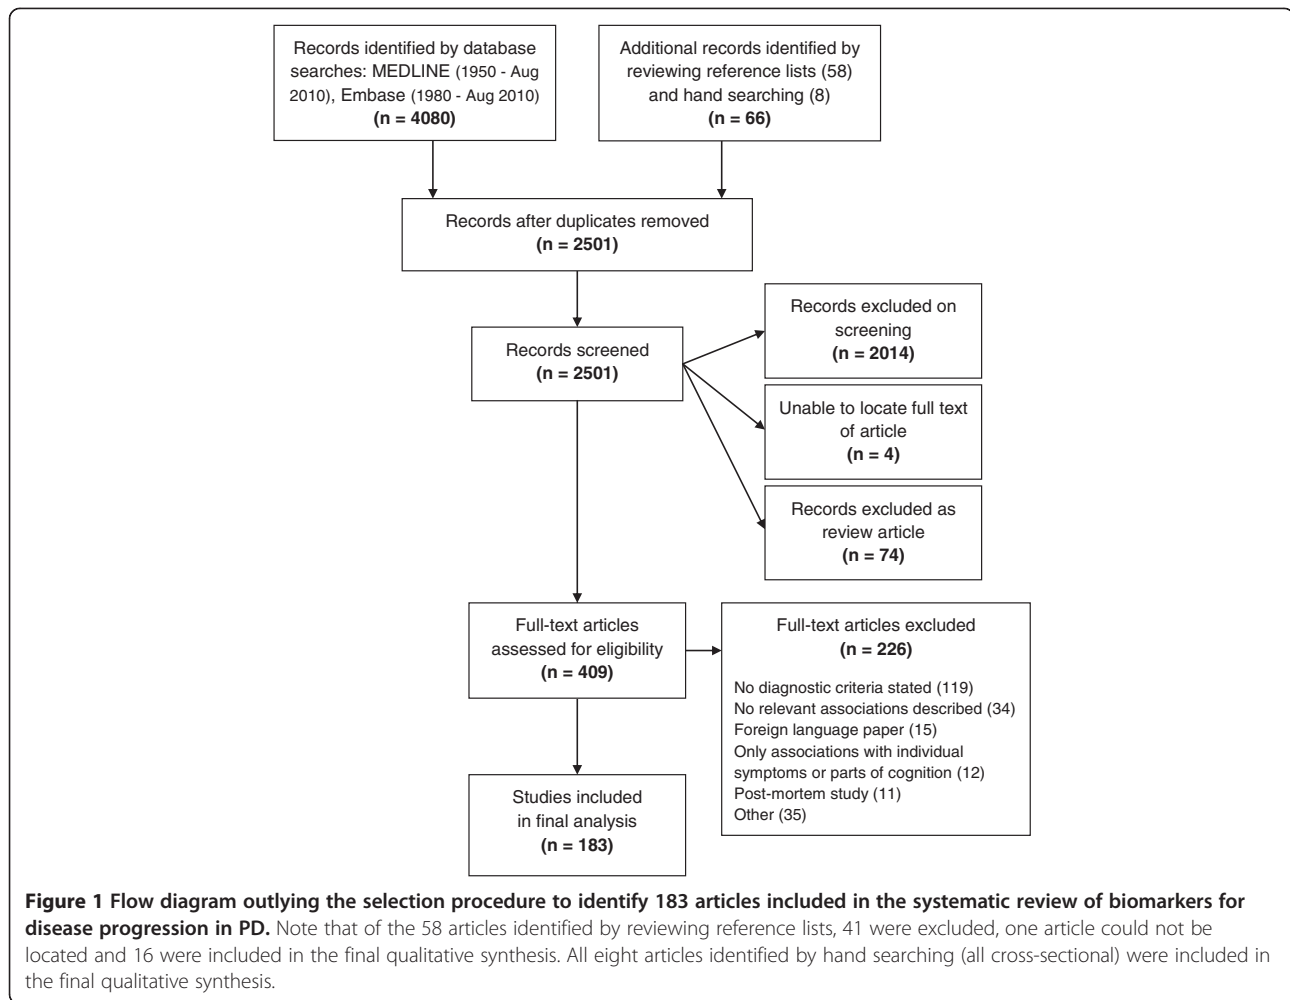 Records identified by database
searches: MEDLINE (1950 - Aug
2010), Embase (1980 - Aug 2010)
(n = 4080)
Additional records identified by
reviewing reference lists (58)
and hand searching (8)
n = 66)
Records after duplicates removed
(n = 2501)
Records screened
(n = 2501)
Records excluded on
screening
(n = 2014)
Unable to locate full text
of article
(n = 4)
Records excluded as
review article
(n = 74)
Full-text articles
assessed for eligibility
(n = 409)
Full-text articles excluded
(n = 226)
No diagnostic criteria stated (119)
No relevant associations described (34)
Foreign language paper (15)
Only associations with individual
symptoms or parts of cognition (12)
Post-mortem study (11)
Other (35)
Studies included
in final analysis
(n = 183)
Figure 1 Flow diagram outlying the selection procedure to identify 183 articles included in the systematic review of biomarkers for
disease progression in PD. Note that of the 58 articles identified by reviewing reference lists, 41 were excluded, one article could not be
located and 16 were included in the final qualitative synthesis. All eight articles identified by hand searching (all cross-sectional) were included in
the final qualitative synthesis.